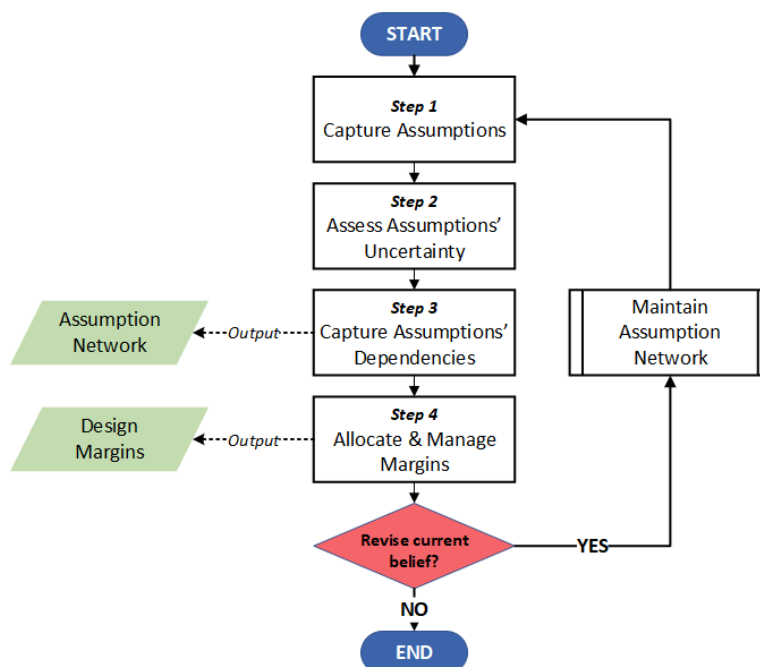 START
Step 1
Capture Assumptions
Step 2
Assess Assumptions'
Uncertainty
Step 3
Capture Assumptions'
Dependencies
Output
Assumption
Network
Maintain
Assumption
Network
Step 4
Allocate & Manage
Margins
Output
Design
Margins
Revise current
belief?
YES
NO
END